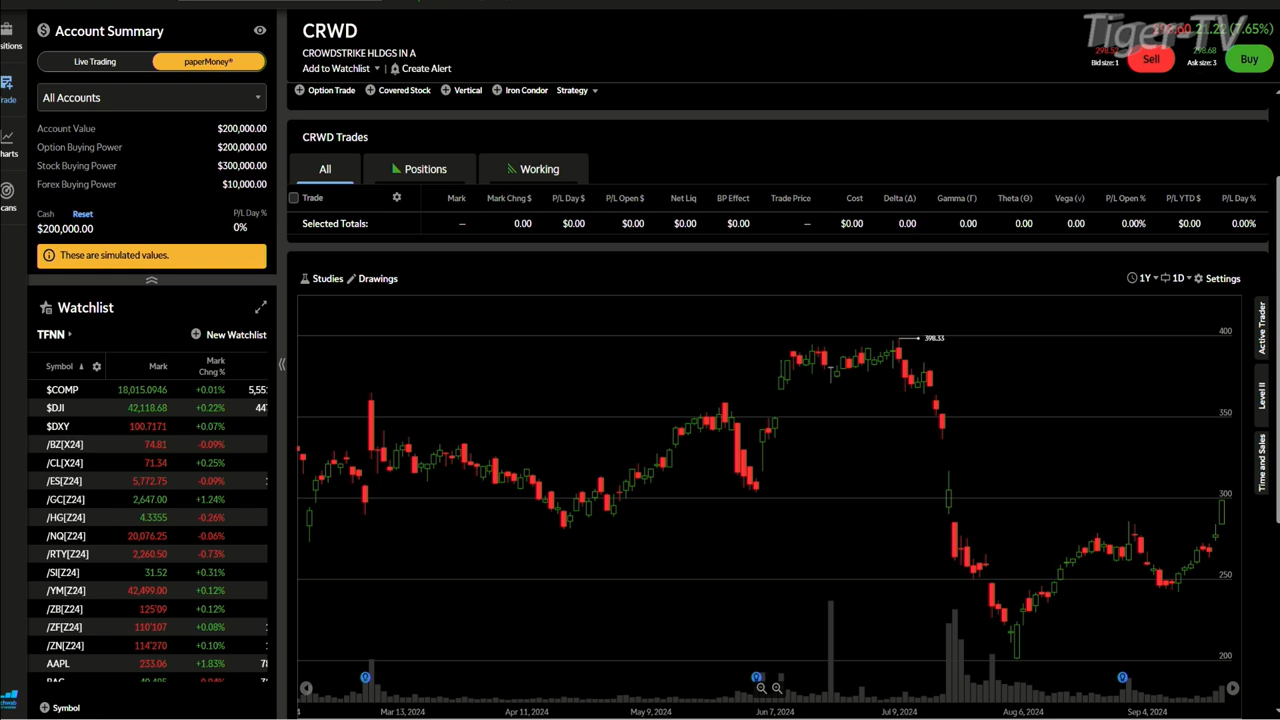 Account Summary
Live Trading
paperMoney®
All Accounts
Account Value $200,000.00
Option Buying Power $200,000.00
Stock Buying Power $300,000.00
Forex Buying Power $10,000.00
Cash Reset P/L Day %
$200,000.00 0%
These are simulated values.
Watchlist
TFNN
New Watchlist
Symbol Mark Mark Chng %
$COMP 18,015.0946 +0.01%
$DJI 42,118.68 +0.22%
$DXY 100.7171 +0.07%
/BZ[X24] 74.81 -0.09%
/CL[X24] 71.34 +0.25%
/ES[Z24] 5,772.75 -0.09%
/GC[Z24] 2,647.00 +1.24%
/HG[Z24] 4.3355 -0.26%
/NQ[Z24] 20,076.25 -0.06%
/RTY[Z24] 2,260.50 -0.73%
/SI[Z24] 31.52 +0.31%
/YM[Z24] 42,499.00 +0.12%
/ZB[Z24] 125'09 +0.12%
/ZF[Z24] 110'107 +0.08%
/ZN[Z24] 114'270 +0.10%
AAPL 233.06 +1.83%
Symbol
CRWD
CROWDSTRIKE HLDGS IN A
Add to Watchlist | Create Alert
Tiger-TV
21.22 (7.65%)
Bid size: 1
Sell
298.68
Ask size: 3
Buy
Option Trade Covered Stock Vertical Iron Condor Strategy
CRWD Trades
All Positions Working
Trade Mark Mark Chng $ P/L Day $ P/L Open $ Net Liq BP Effect Trade Price Cost Delta (Δ) Gamma (Γ) Theta (Θ) Vega (ν) P/L Open % P/L YTD $ P/L Day %
Selected Totals: — 0.00 $0.00 $0.00 $0.00 $0.00 — $0.00 0.00 0.00 0.00 0.00 0.00% $0.00 0.00%
Studies Drawings
1Y 1D Settings
398.33
400
350
300
250
200
Mar 13, 2024 Apr 11, 2024 May 9, 2024 Jun 7, 2024 Jul 9, 2024 Aug 6, 2024 Sep 4, 2024
Active Trader
Level II
Time and Sales